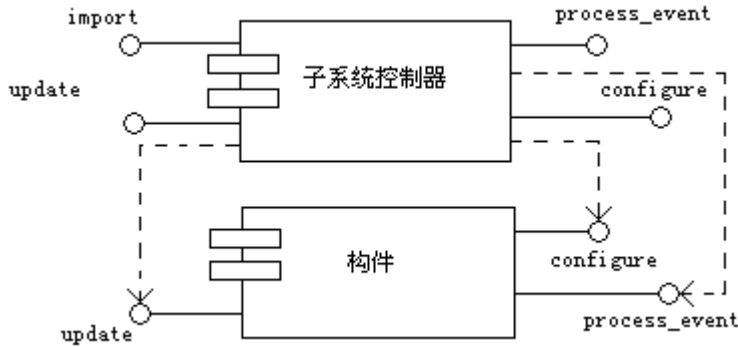 import
process_event
子系统控制器
update
configure
构件
configure
update
process_event